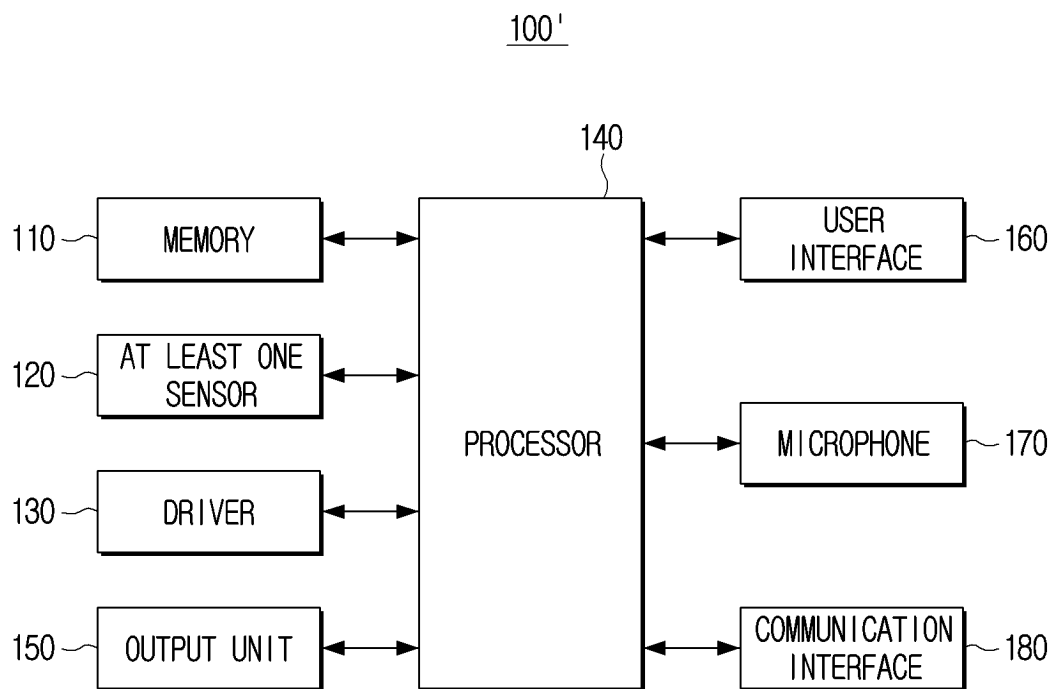 100'
140
110
MEMORY
USER
INTERFACE
160
120
AT LEAST ONE
SENSOR
PROCESSOR
MICROPHONE
170
130
DRIVER
150
OUTPUT UNIT
COMMUNICATION
INTERFACE
180